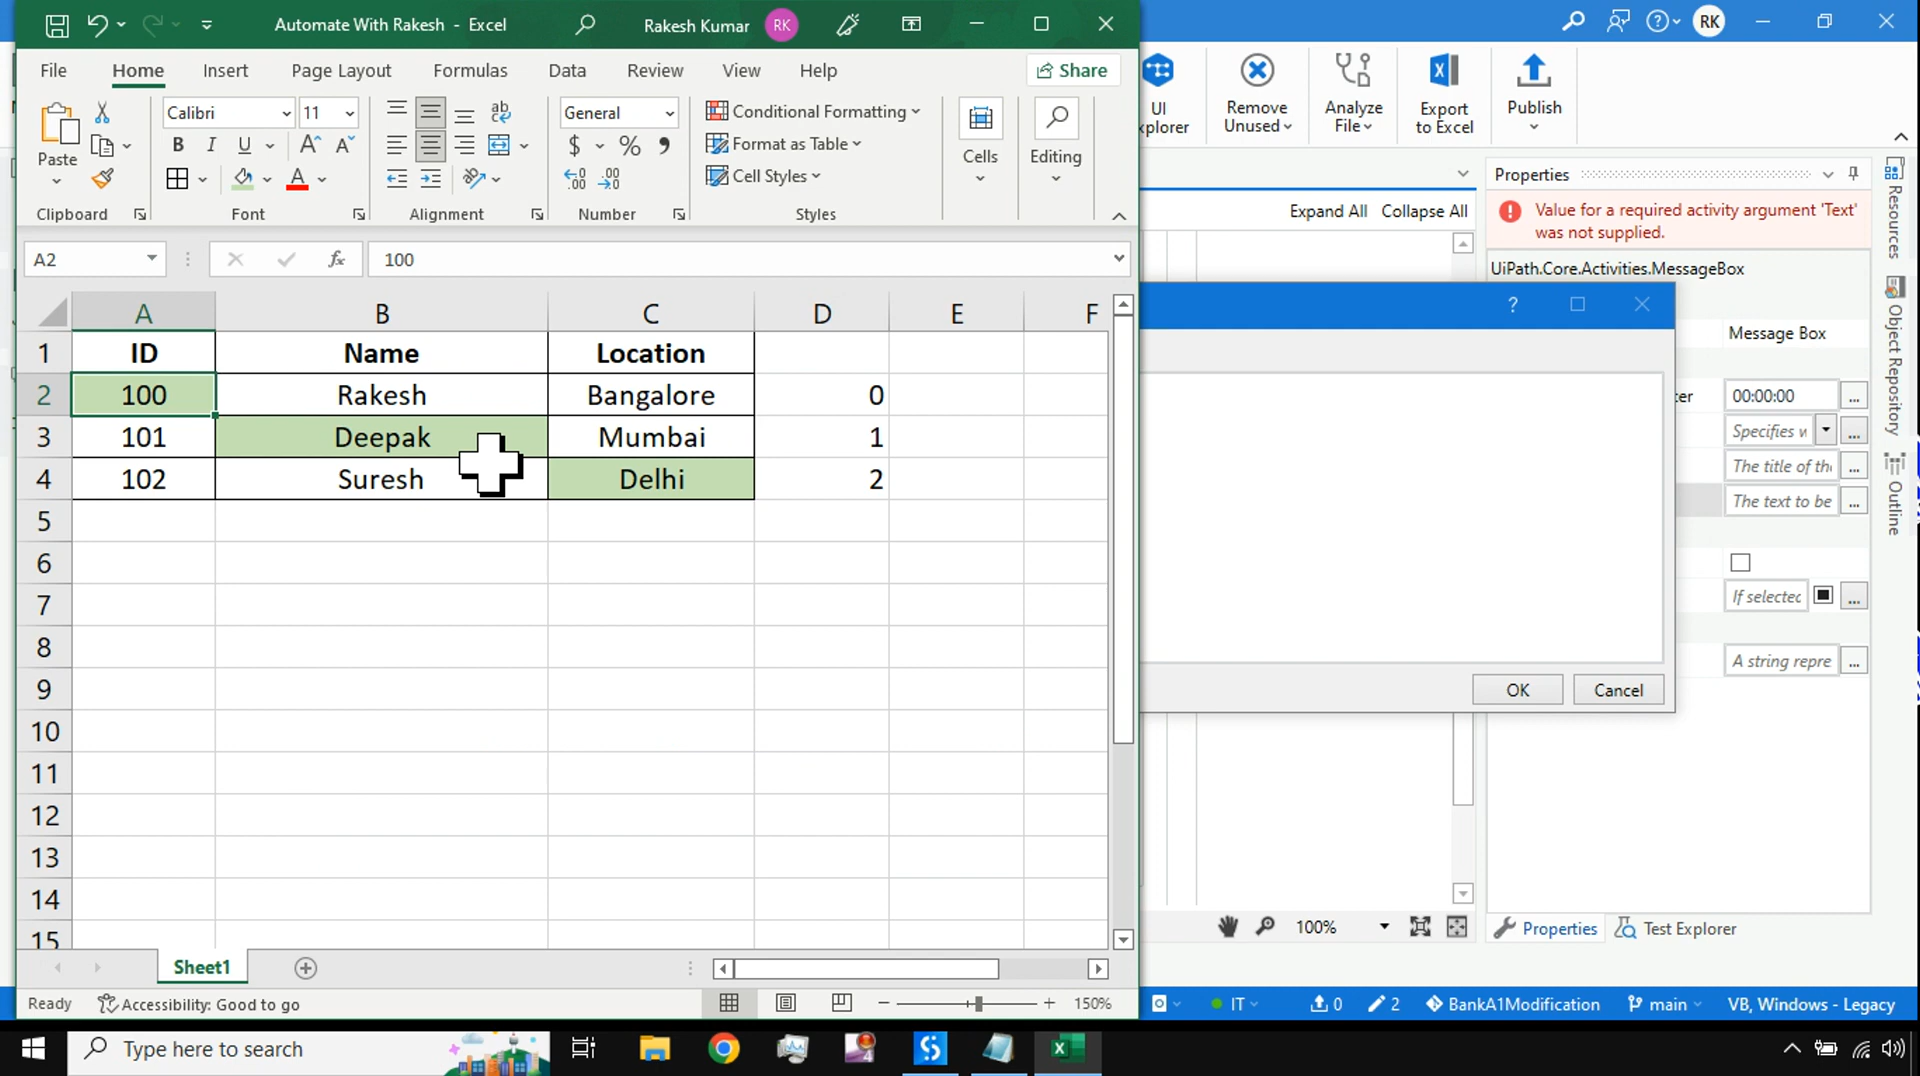 Automate With Rakesh - Excel
Rakesh Kumar RK
RK
File Home Insert Page Layout Formulas Data Review View Help Share
Calibri 11
General
Conditional Formatting
Format as Table
Cell Styles
Paste
B I U A A
A
ab
$ % 9
Cells
Editing
Clipboard Font Alignment Number Styles
UI
xplorer
Remove
Unused
Analyze
File
Export
to Excel
Publish
A2 fx 100
A B C D E F
1 ID Name Location
2 100 Rakesh Bangalore 0
3 101 Deepak Mumbai 1
4 102 Suresh Delhi 2
5
6
7
8
9
10
11
12
13
14
15
Sheet1
Ready Accessibility: Good to go 150%
Expand All Collapse All
Properties
Value for a required activity argument 'Text'
was not supplied.
UiPath.Core.Activities.MessageBox
Message Box
ter 00:00:00 ...
Specifies v ...
The title of th ...
The text to be ...
If selectec ...
A string repre ...
?
OK Cancel
Resources
Object Repository
Outline
100%
Properties Test Explorer
IT 0 2 BankA1Modification main VB, Windows - Legacy
Type here to search